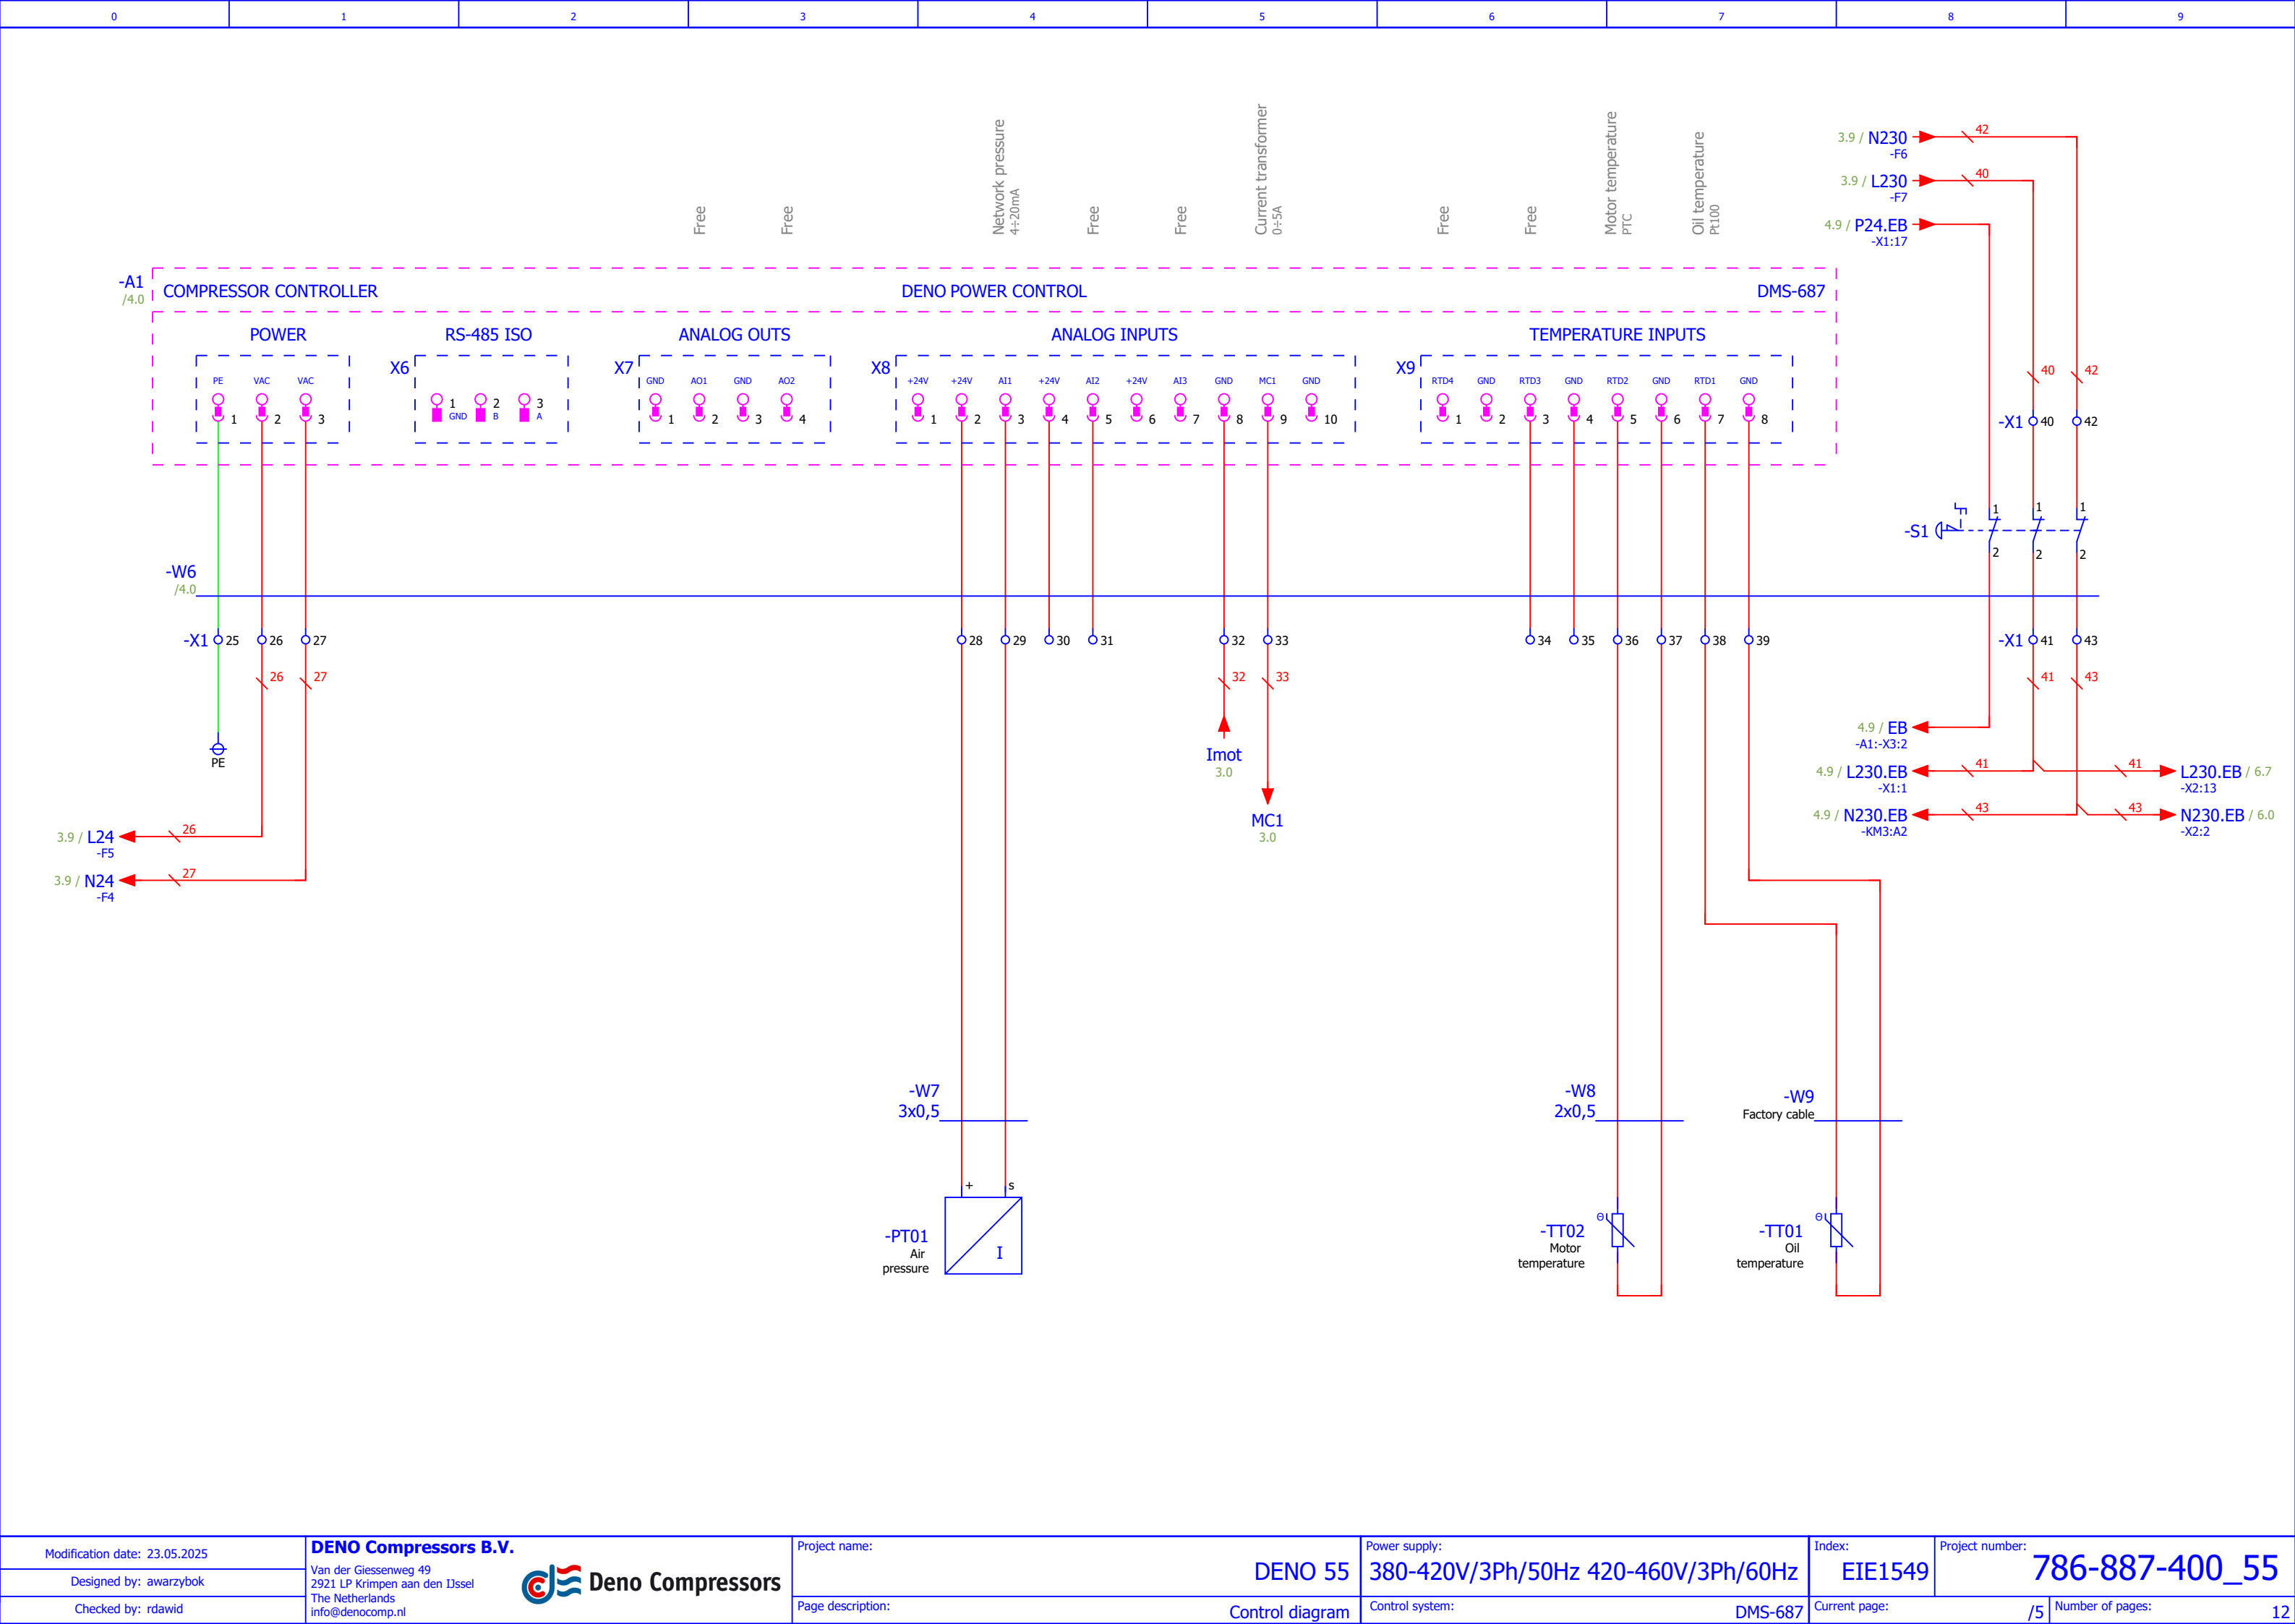 0 1 2 3 4 5 6 7 8 9
Free
Free
Network pressure
4÷20mA
Free
Free
Current transformer
0÷5A
Free
Free
Motor temperature
PTC
Oil temperature
Pt100
3.9 / N230
-F6
42
3.9 / L230
-F7
40
4.9 / P24.EB
-X1:17
-A1
/4.0
COMPRESSOR CONTROLLER
DENO POWER CONTROL
DMS-687
POWER
PE VAC VAC
1 2 3
RS-485 ISO
X6
1 2 3
GND B A
ANALOG OUTS
X7
GND AO1 GND AO2
1 2 3 4
ANALOG INPUTS
X8
+24V +24V AI1 +24V AI2 +24V AI3 GND MC1 GND
1 2 3 4 5 6 7 8 9 10
TEMPERATURE INPUTS
X9
RTD4 GND RTD3 GND RTD2 GND RTD1 GND
1 2 3 4 5 6 7 8
40 42
-X1 40 42
-S1
1 1 1
2 2 2
-W6
/4.0
-X1 25 26 27
28 29 30 31
32 33
34 35 36 37 38 39
-X1 41 43
26 27
32 33
41 43
PE
Imot
3.0
MC1
3.0
4.9 / EB
-A1:-X3:2
4.9 / L230.EB
-X1:1
41
41
L230.EB / 6.7
-X2:13
4.9 / N230.EB
-KM3:A2
43
43
N230.EB / 6.0
-X2:2
3.9 / L24
-F5
26
3.9 / N24
-F4
27
-W7
3x0,5
-W8
2x0,5
-W9
Factory cable
+ s
-PT01
Air
pressure
I
-TT02
Motor
temperature
Θ
-TT01
Oil
temperature
Θ
Modification date: 23.05.2025
Designed by: awarzybok
Checked by: rdawid
DENO Compressors B.V.
Van der Giessenweg 49
2921 LP Krimpen aan den IJssel
The Netherlands
info@denocomp.nl
Deno Compressors
Project name:
DENO 55
Page description:
Control diagram
Power supply:
380-420V/3Ph/50Hz 420-460V/3Ph/60Hz
Control system:
DMS-687
Index:
EIE1549
Project number:
786-887-400_55
Current page:
/5
Number of pages:
12